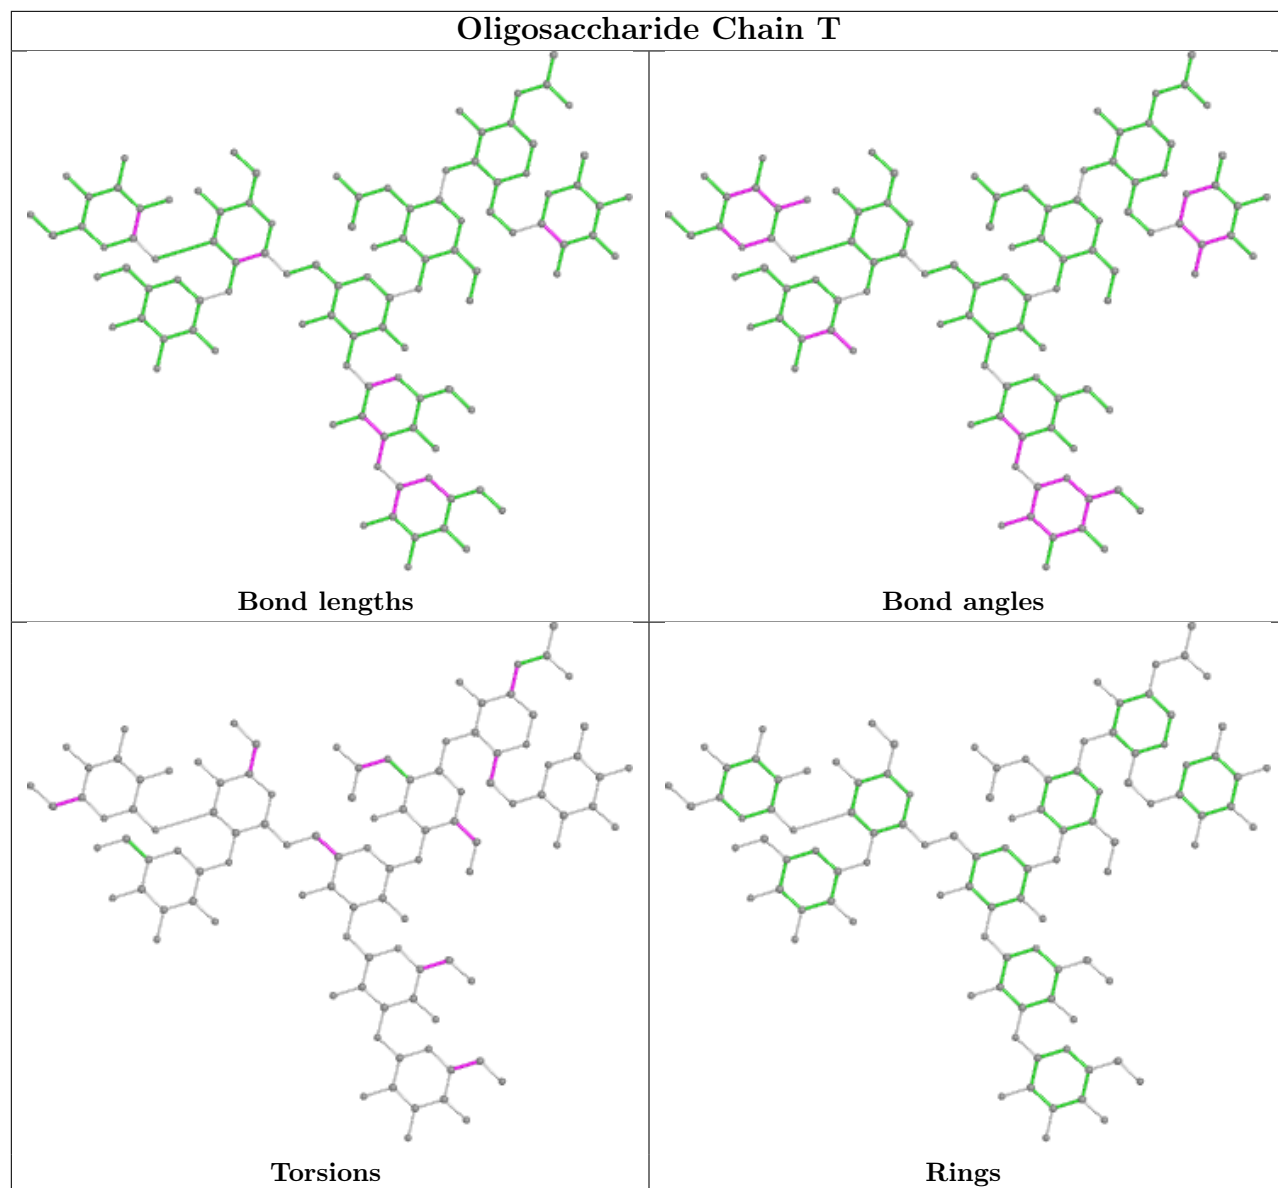 Oligosaccharide Chain T
Bond lengths
Bond angles
Torsions
Rings